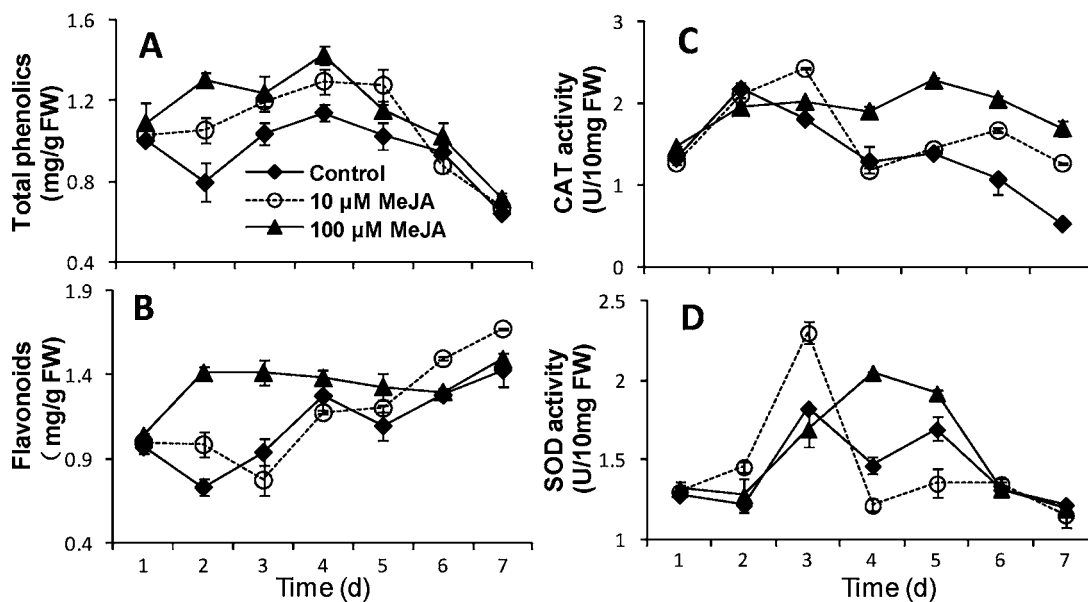 A
Total phenolics
(mg/g FW)
1.6
1.2
0.8
0.4
Control
10 µM MeJA
100 µM MeJA
B
Flavonoids
(mg/g FW)
1.9
1.4
0.9
0.4
1 2 3 4 5 6 7
Time (d)
C
CAT activity
(U/10mg FW)
3
2
1
0
D
SOD activity
(U/10mg FW)
2.5
2
1.5
1
1 2 3 4 5 6 7
Time (d)